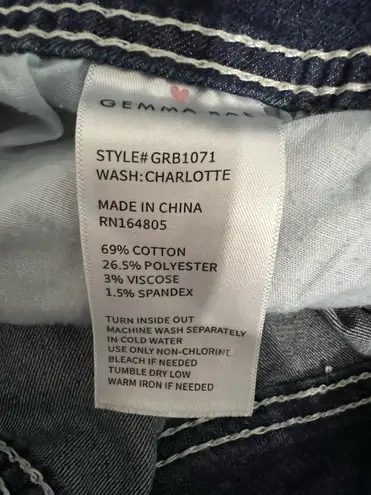 GEMMA RAE
STYLE# GRB1071
WASH: CHARLOTTE
MADE IN CHINA
RN164805
69% COTTON
26.5% POLYESTER
3% VISCOSE
1.5% SPANDEX
TURN INSIDE OUT
MACHINE WASH SEPARATELY
IN COLD WATER
USE ONLY NON-CHLORINE
BLEACH IF NEEDED
TUMBLE DRY LOW
WARM IRON IF NEEDED